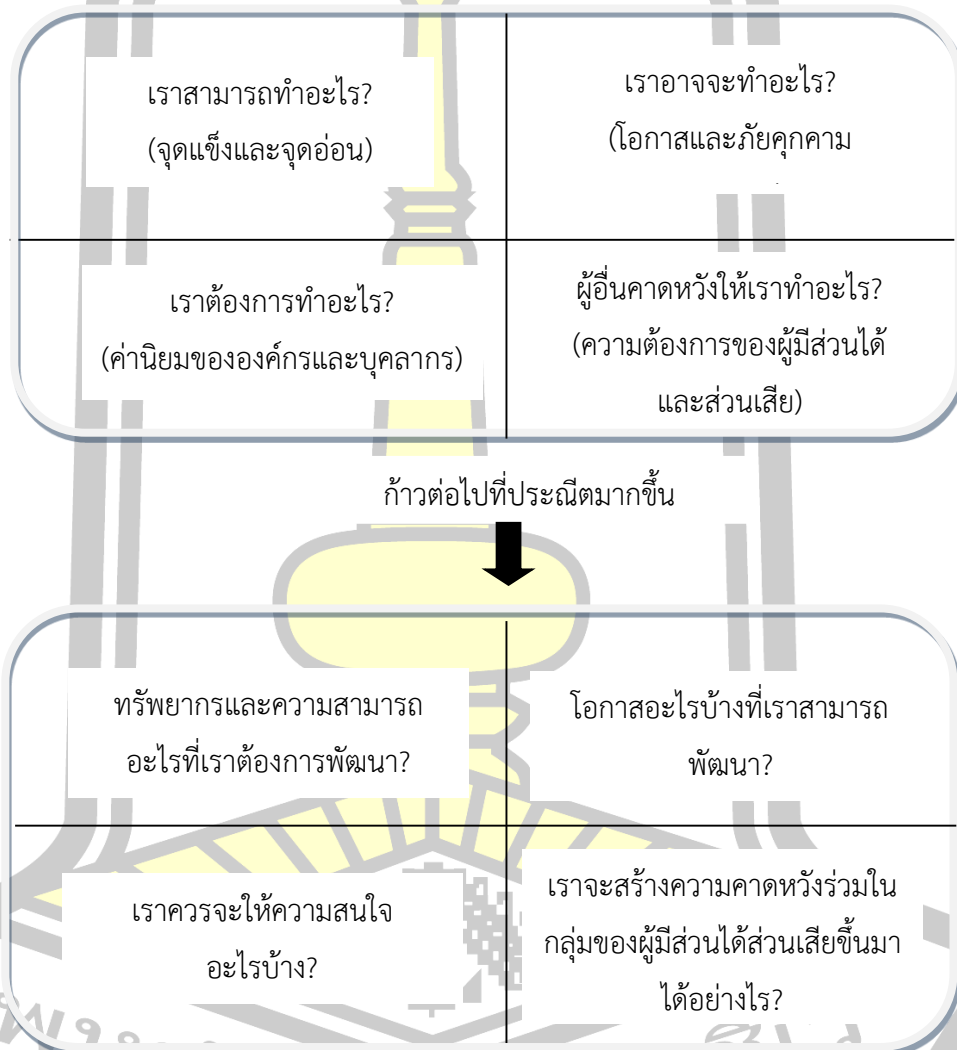 เราสามารถทำอะไร?
(จุดแข็งและจุดอ่อน)
เราอาจจะทำอะไร?
(โอกาสและภัยคุกคาม
เราต้องการทำอะไร?
(ค่านิยมขององค์กรและบุคลากร)
ผู้อื่นคาดหวังให้เราทำอะไร?
(ความต้องการของผู้มีส่วนได้
และส่วนเสีย)
ก้าวต่อไปที่ประณีตมากขึ้น
ทรัพยากรและความสามารถ
อะไรที่เราต้องการพัฒนา?
โอกาสอะไรบ้างที่เราสามารถ
พัฒนา?
เราควรจะให้ความสนใจ
อะไรบ้าง?
เราจะสร้างความคาดหวังร่วมใน
กลุ่มของผู้มีส่วนได้ส่วนเสียขึ้นมา
ได้อย่างไร?